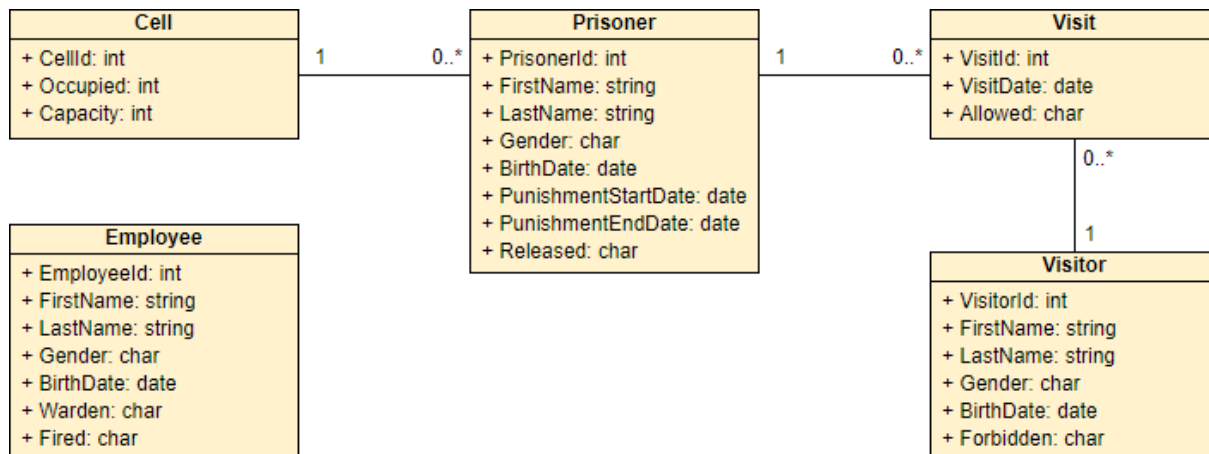 Cell
+ CellId: int
+ Occupied: int
+ Capacity: int
1
0..*
Prisoner
+ PrisonerId: int
+ FirstName: string
+ LastName: string
+ Gender: char
+ BirthDate: date
+ PunishmentStartDate: date
+ PunishmentEndDate: date
+ Released: char
1
0..*
Visit
+ VisitId: int
+ VisitDate: date
+ Allowed: char
0..*
1
Employee
+ EmployeeId: int
+ FirstName: string
+ LastName: string
+ Gender: char
+ BirthDate: date
+ Warden: char
+ Fired: char
Visitor
+ VisitorId: int
+ FirstName: string
+ LastName: string
+ Gender: char
+ BirthDate: date
+ Forbidden: char